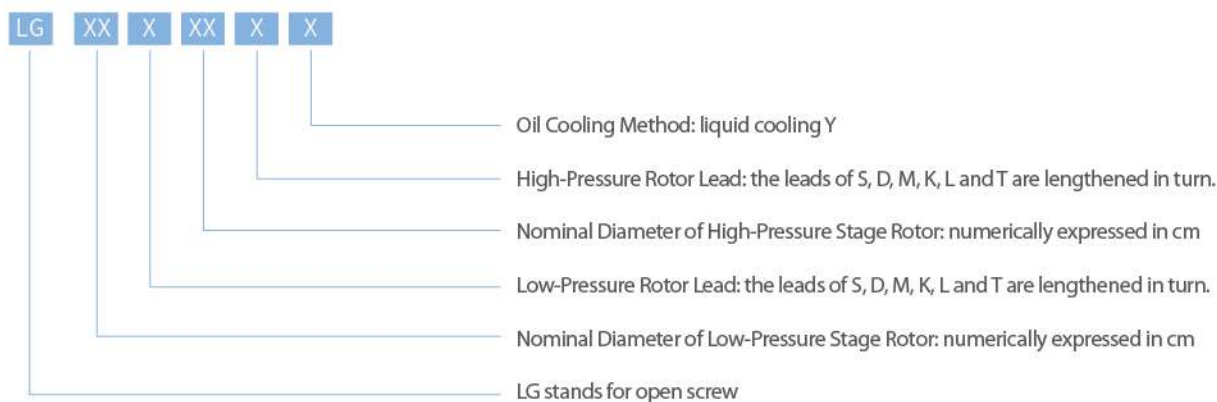 LG XX X XX X X
Oil Cooling Method: liquid cooling Y
High-Pressure Rotor Lead: the leads of S, D, M, K, L and T are lengthened in turn.
Nominal Diameter of High-Pressure Stage Rotor: numerically expressed in cm
Low-Pressure Rotor Lead: the leads of S, D, M, K, L and T are lengthened in turn.
Nominal Diameter of Low-Pressure Stage Rotor: numerically expressed in cm
LG stands for open screw